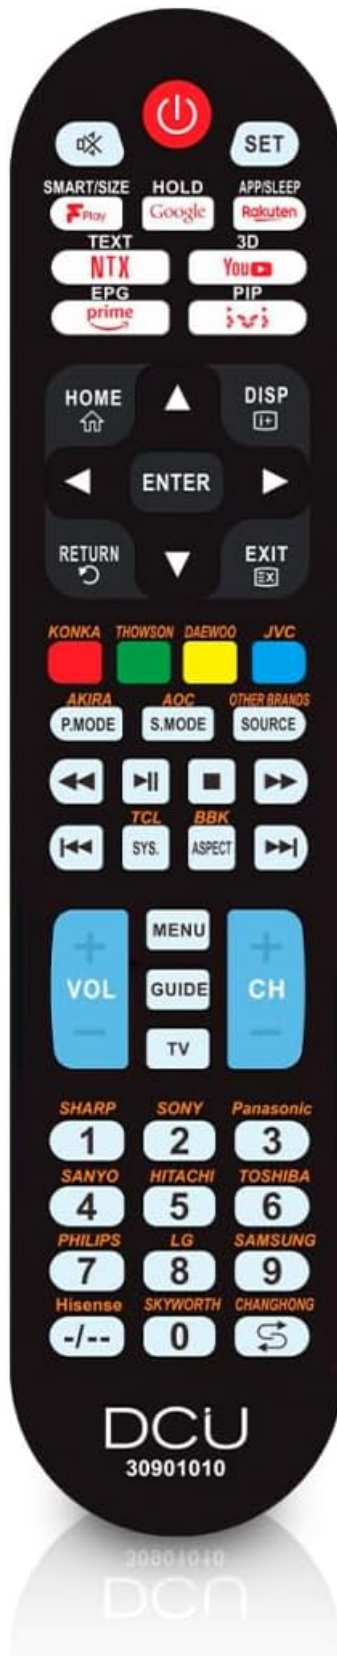 SET
SMART/SIZE HOLD APP/SLEEP
F Play Google Rakuten
TEXT 3D
NTX You
EPG PIP
prime
HOME DISP
i+
ENTER
RETURN EXIT
EX
KONKA THOWSON DAEWOO JVC
AKIRA AOC OTHER BRANDS
P.MODE S.MODE SOURCE
TCL BBK
SYS. ASPECT
MENU
+ +
VOL GUIDE CH
- -
TV
SHARP SONY Panasonic
1 2 3
SANYO HITACHI TOSHIBA
4 5 6
PHILIPS LG SAMSUNG
7 8 9
Hisense SKYWORTH CHANGHONG
-/-- 0
DCU
30901010